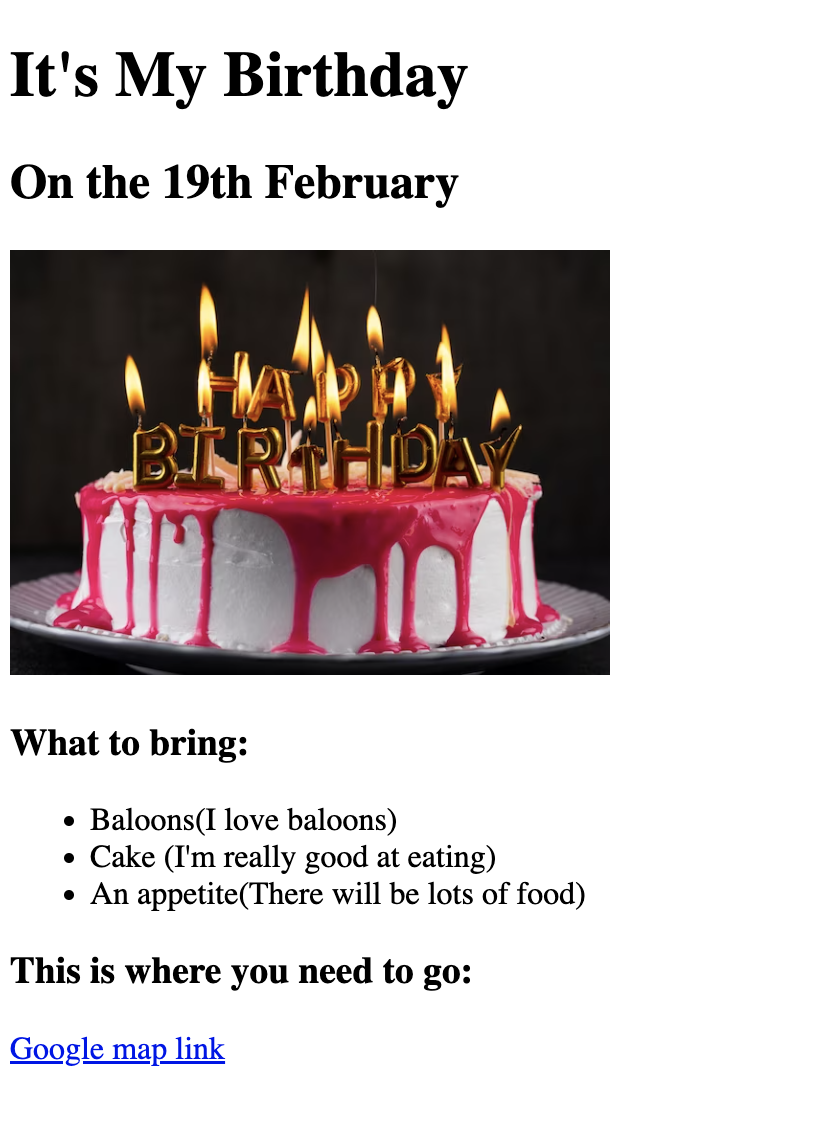 It's My Birthday
On the 19th February
HAPPY
BIRTHDAY
What to bring:
Baloons(I love baloons)
Cake (I'm really good at eating)
An appetite(There will be lots of food)
This is where you need to go:
Google map link